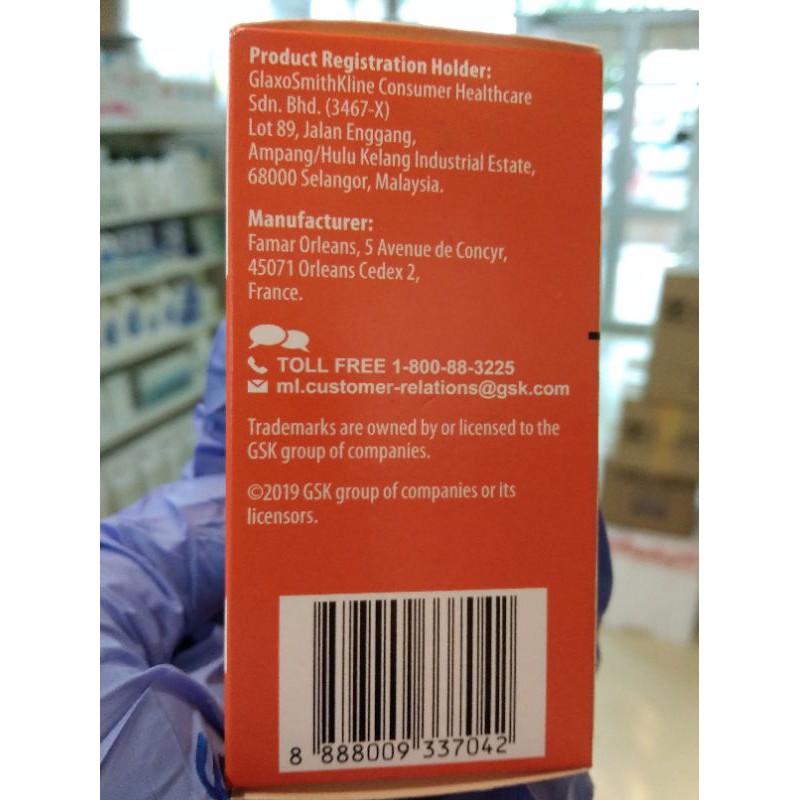 Product Registration Holder:
GlaxoSmithKline Consumer Healthcare
Sdn. Bhd. (3467-X)
Lot 89, Jalan Enggang,
Ampang/Hulu Kelang Industrial Estate,
68000 Selangor, Malaysia.
Manufacturer:
Famar Orleans, 5 Avenue de Concyr,
45071 Orleans Cedex 2,
France.
TOLL FREE 1-800-88-3225
ml.customer-relations@gsk.com
Trademarks are owned by or licensed to the
GSK group of companies.
©2019 GSK group of companies or its
licensors.
8 888009 337042